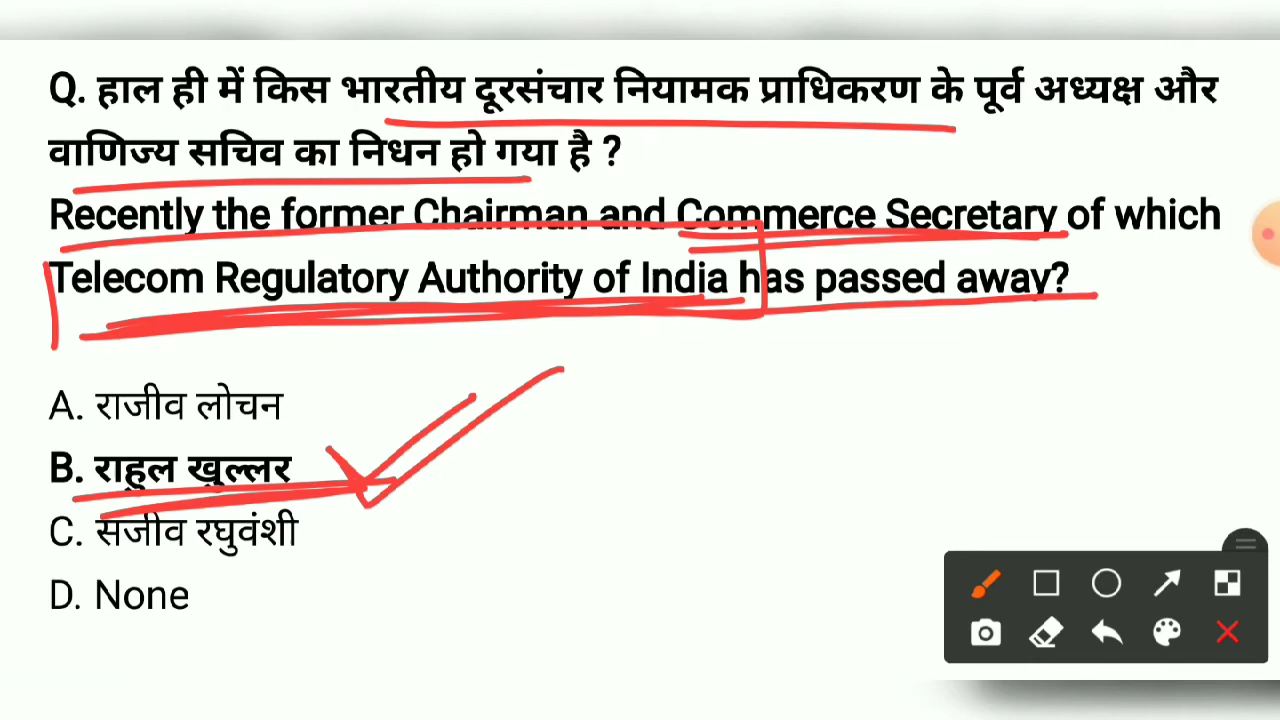 Q. हाल ही में किस भारतीय दूरसंचार नियामक प्राधिकरण के पूर्व अध्यक्ष और
वाणिज्य सचिव का निधन हो गया है ?
Recently the former Chairman and Commerce Secretary of which
Telecom Regulatory Authority of India has passed away?
A. राजीव लोचन
B. राहुल खुल्लर
C. सजीव रघुवंशी
D. None